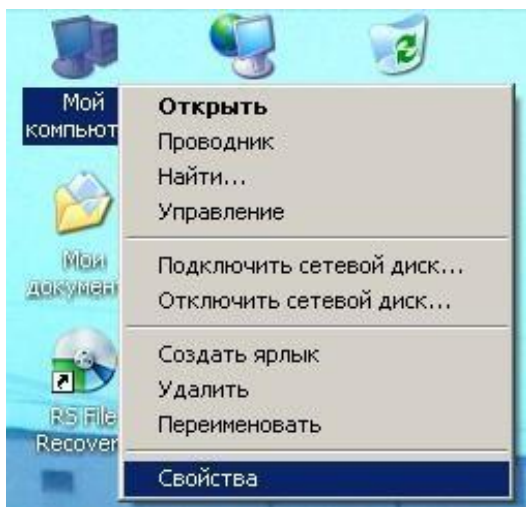 Мой
компьют
Открыть
Проводник
Найти...
Управление
Подключить сетевой диск...
Отключить сетевой диск...
Создать ярлык
Удалить
Переименовать
Свойства
Мои
докумен
RS File
Recover